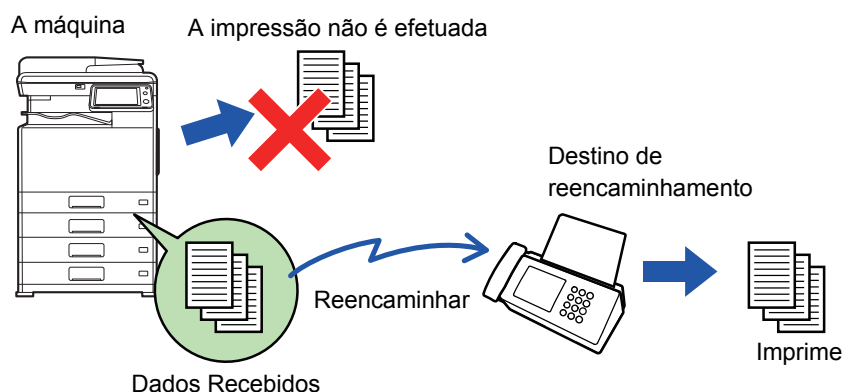 A máquina
A impressão não é efetuada
Destino de
reencaminhamento
Reencaminhar
Imprime
Dados Recebidos